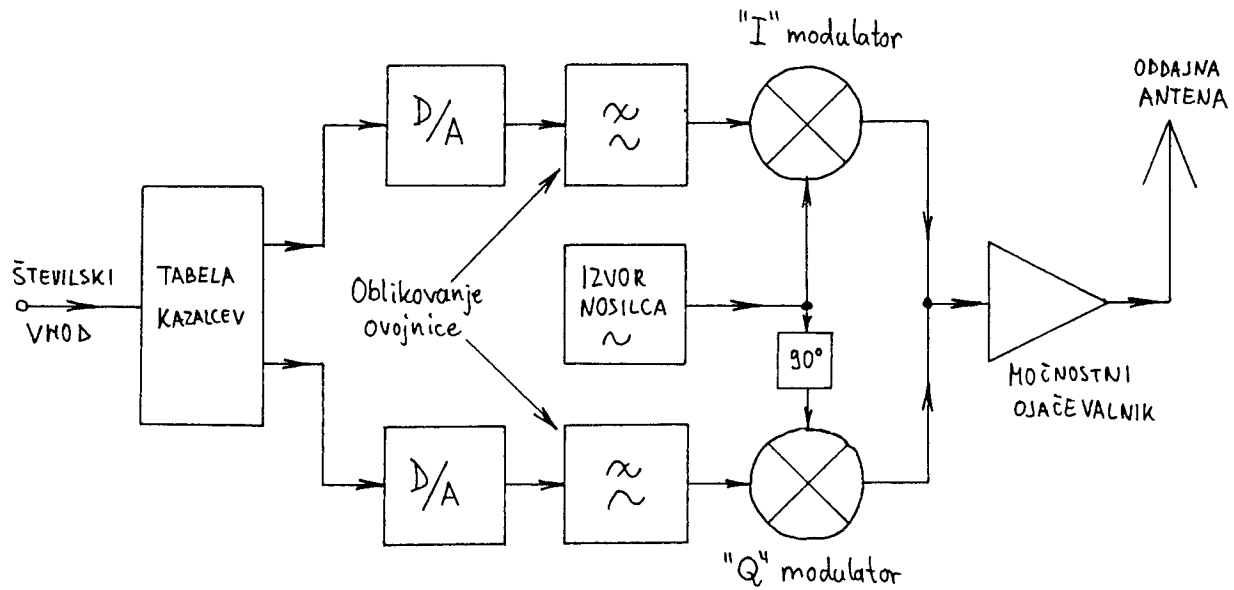 "I" modulator
ODDAJNA
ANTENA
D/A
ŠTEVILSKI
VHOD
TABELA
KAZALCEV
Oblikovanje
ovojnice
IZVOR
NOSILCA
~
90°
MOČNOSTNI
OJAČEVALNIK
D/A
"Q" modulator